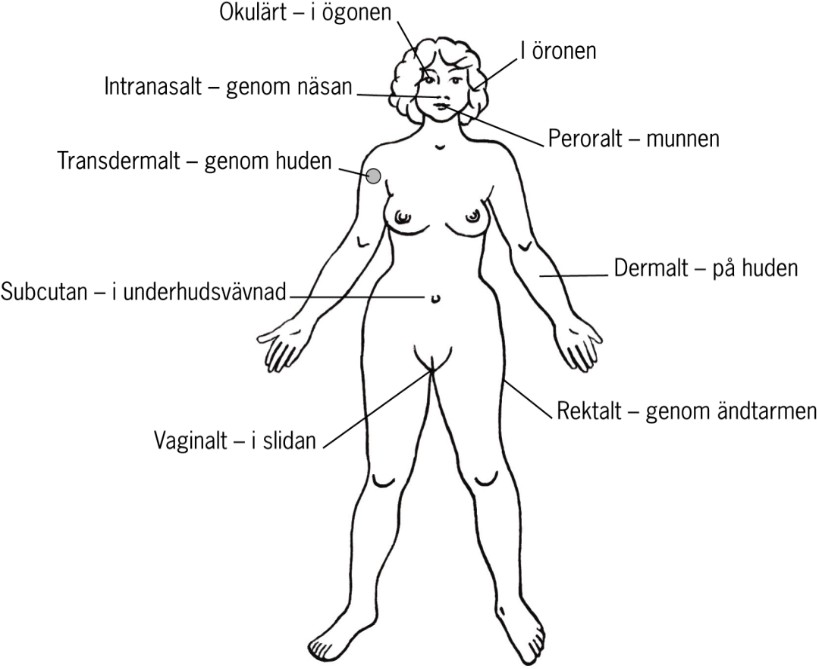 Okulärt – i ögonen
I öronen
Intranasalt – genom näsan
Peroralt – munnen
Transdermalt – genom huden
Dermalt – på huden
Subcutan – i underhudsvävnad
Rektalt – genom ändtarmen
Vaginalt – i slidan